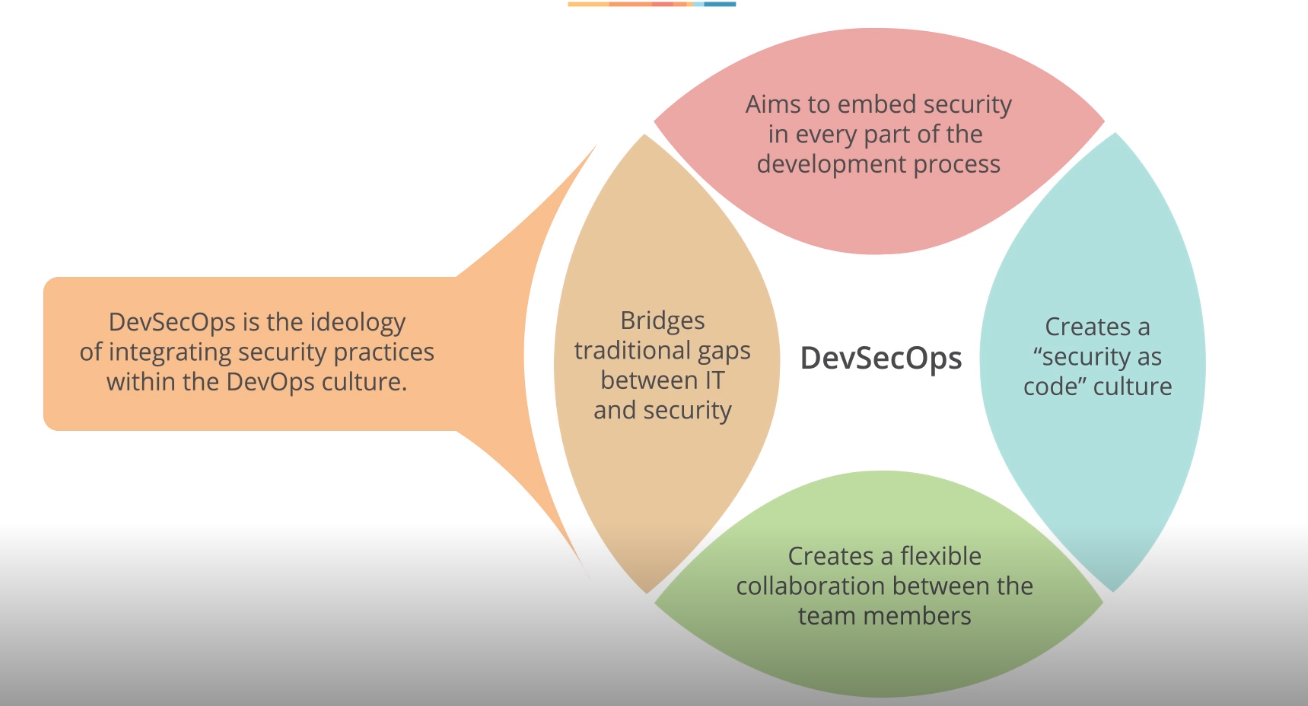 Aims to embed security
in every part of the
development process
DevSecOps is the ideology
of integrating security practices
within the DevOps culture.
Bridges
traditional gaps
between IT
and security
DevSecOps
Creates a
“security as
code” culture
Creates a flexible
collaboration between the
team members